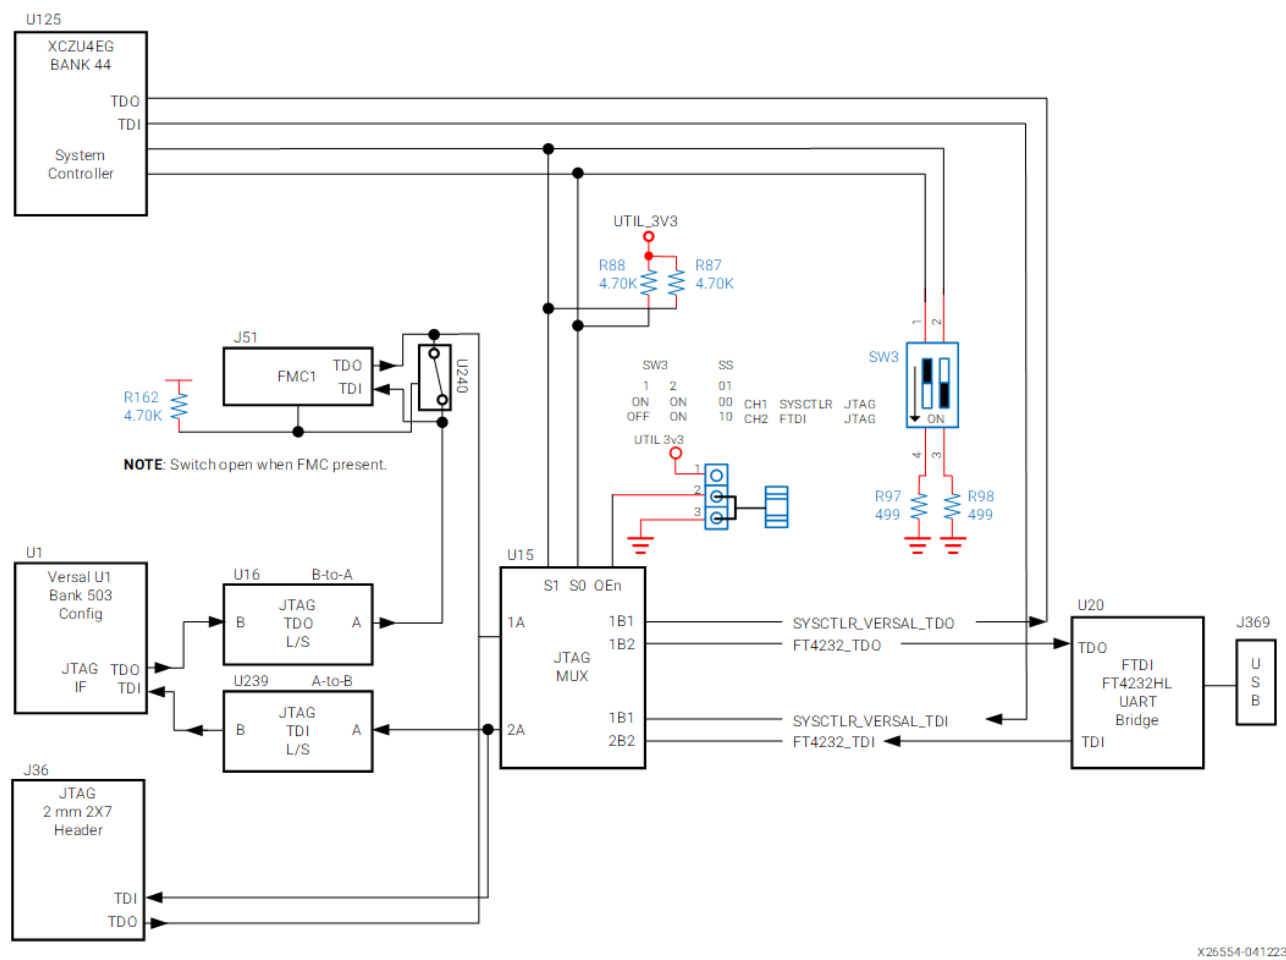 U125
XCZU4EG
BANK 44
TDO
TDI
System
Controller
UTIL_3V3
R88
4.70K
R87
4.70K
J51
FMC1
TDO
TDI
U240
R162
4.70K
NOTE: Switch open when FMC present.
SW3 SS
1 2 01
ON ON 00 CH1 SYSCTLR JTAG
OFF ON 10 CH2 FTDI JTAG
UTIL 3v3
1
2
3
1
2
SW3
ON
4
3
R97
499
R98
499
U1
Versal U1
Bank 503
Config
JTAG
IF
TDO
TDI
U16 B-to-A
JTAG
TDO
L/S
B
A
U239 A-to-B
JTAG
TDI
L/S
B
A
U15
S1 S0 OEn
1A
2A
JTAG
MUX
1B1
1B2
1B1
2B2
SYSCTLR_VERSAL_TDO
FT4232_TDO
SYSCTLR_VERSAL_TDI
FT4232_TDI
U20
TDO
FTDI
FT4232HL
UART
Bridge
TDI
J369
U
S
B
J36
JTAG
2 mm 2X7
Header
TDI
TDO
X26554-041223